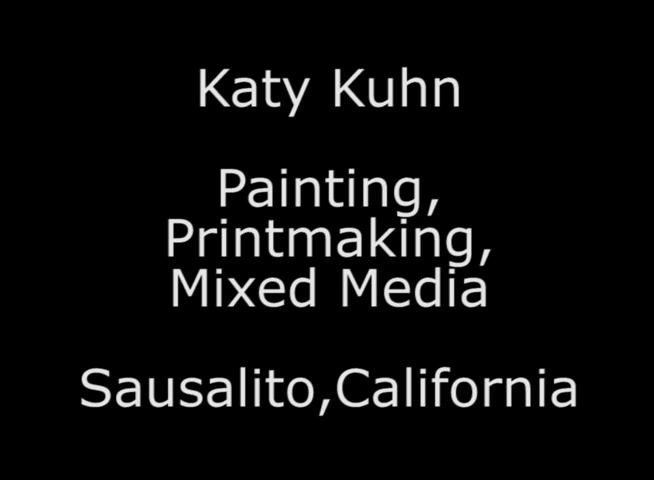 Katy Kuhn
Painting,
Printmaking,
Mixed Media
Sausalito,California